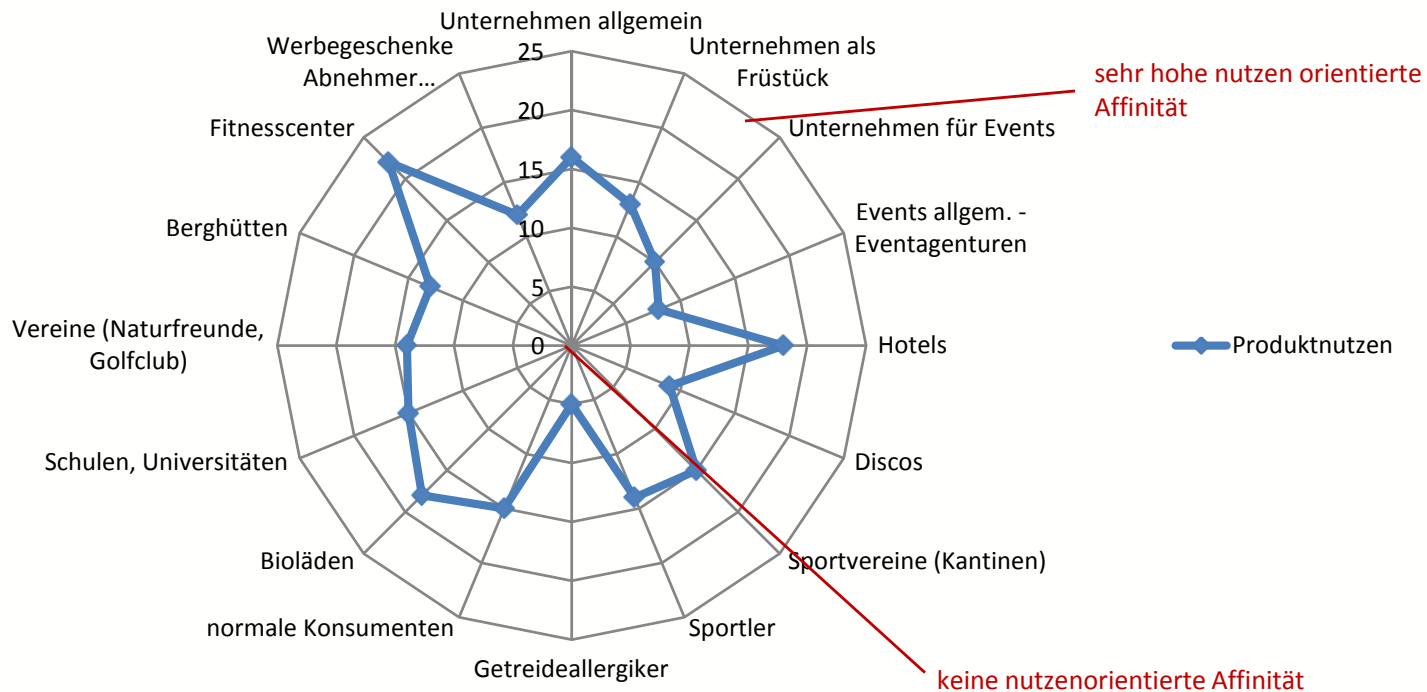 Unternehmen allgemein
Werbegeschenke
Abnehmer...
Unternehmen als
Früstück
sehr hohe nutzen orientierte
Affinität
Fitnesscenter
Unternehmen für Events
Berghütten
Events allgem. -
Eventagenturen
Vereine (Naturfreunde,
Golfclub)
Hotels
Produktnutzen
Schulen, Universitäten
Discos
Bioläden
Sportvereine (Kantinen)
normale Konsumenten
Sportler
Getreideallergiker
keine nutzenorientierte Affinität
25
20
15
10
5
0